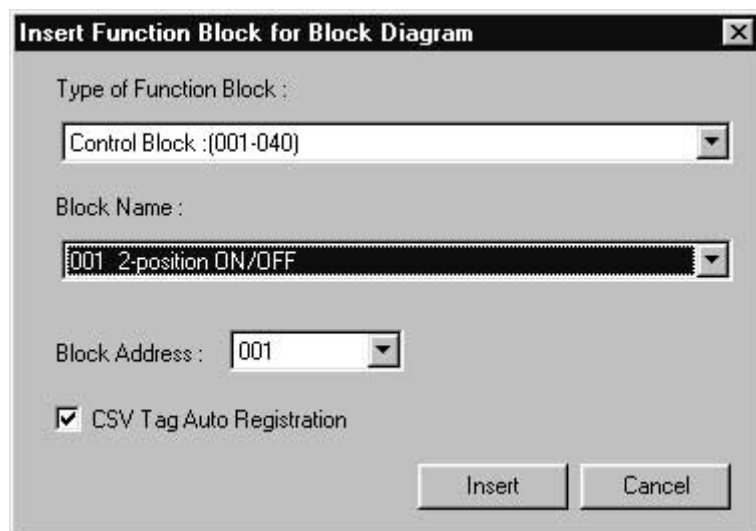 Insert Function Block for Block Diagram
Type of Function Block :
Control Block :(001-040)
Block Name :
001 2-position ON/OFF
Block Address : 001
CSV Tag Auto Registration
Insert Cancel